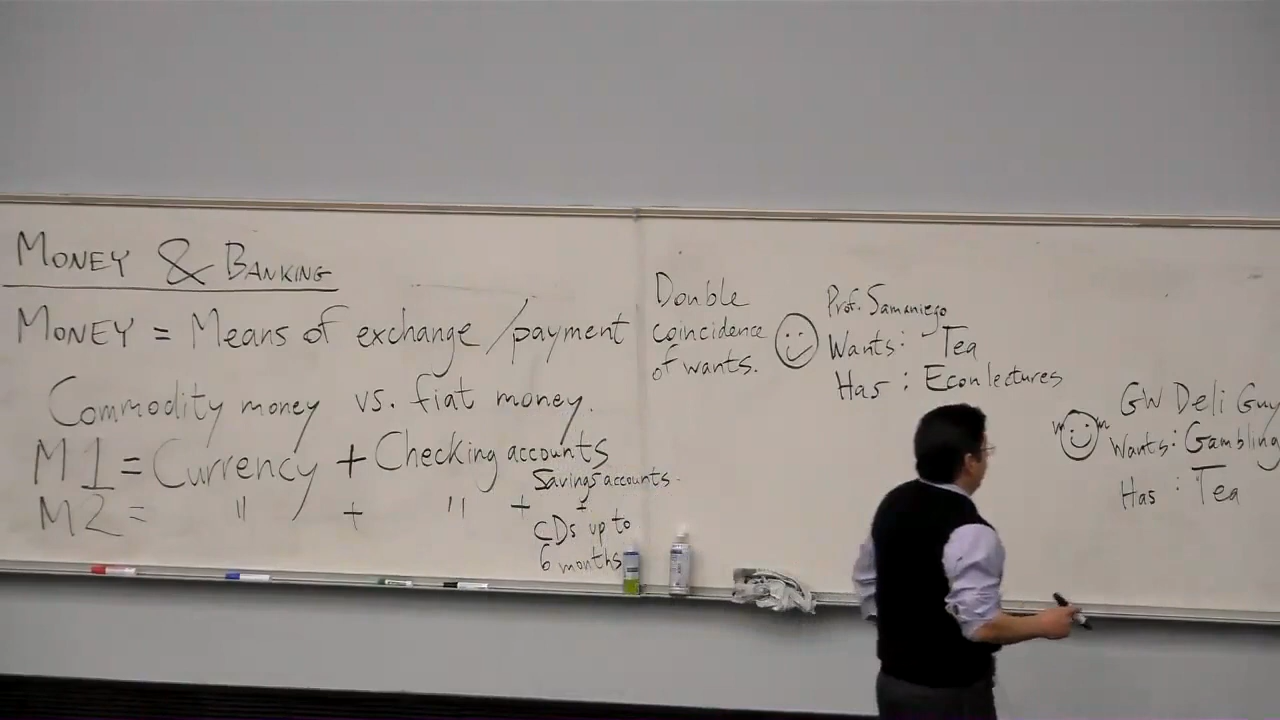 MONEY & BANKING
MONEY = Means of exchange/payment
Commodity money vs. fiat money.
M1 = Currency + Checking accounts
M2 = " + " + Savings accounts.
+
CDs up to
6 months
Double
coincidence
of wants.
Prof. Samaniego
Wants: Tea
Has: Econ lectures
GW Deli Guy
Wants: Gambling
Has: Tea